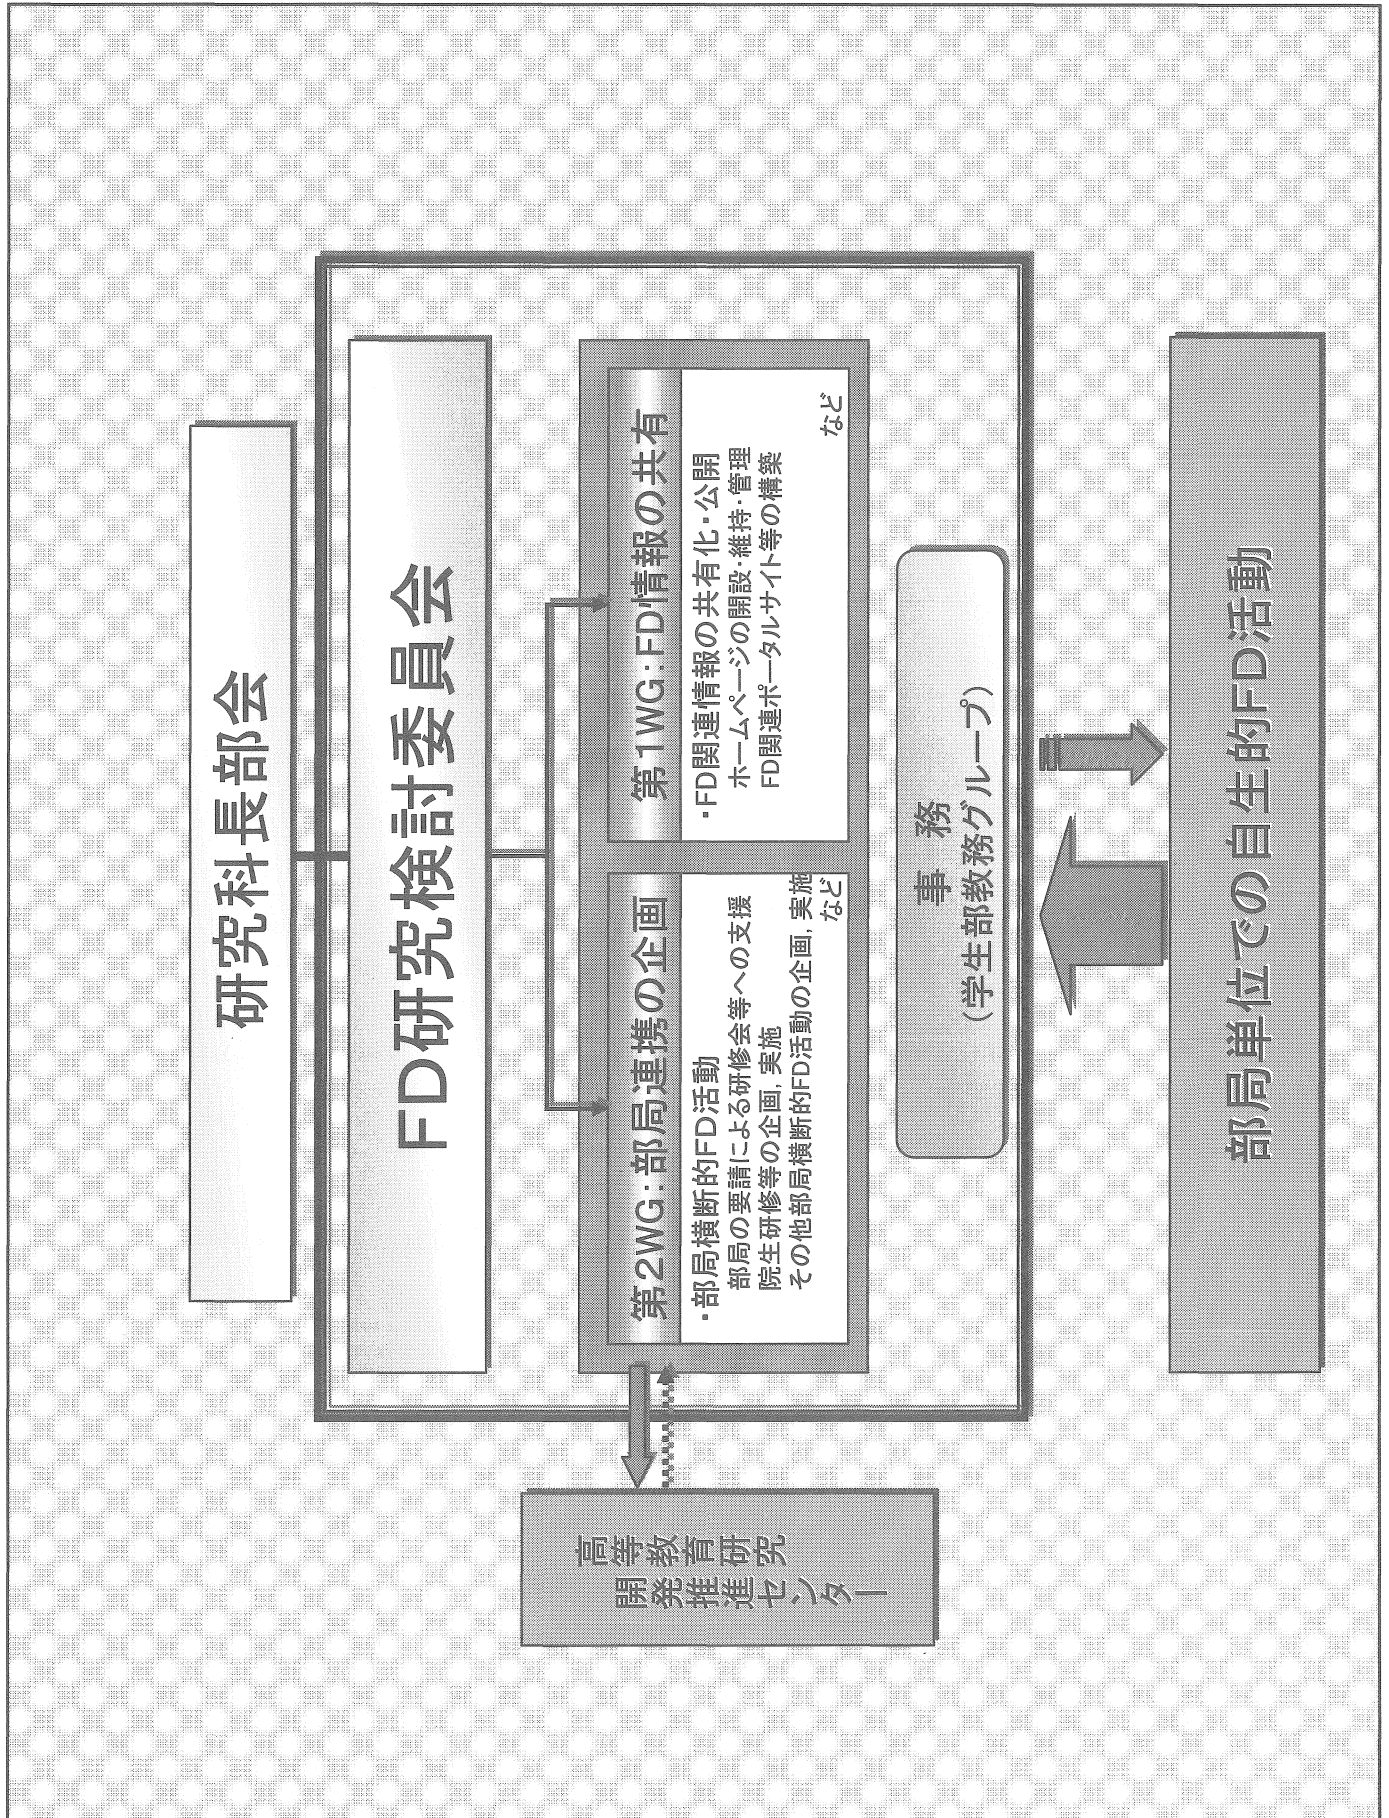 研究科長部会
FD研究検討委員会
第2WG:部局連携の企画
・部局横断的FD活動
部局の要請による研修会等への支援
院生研修等の企画,実施
その他部局横断的FD活動の企画,実施
など
第1WG:FD情報の共有
・FD関連情報の共有化・公開
ホームページの開設・維持・管理
FD関連ポータルサイト等の構築
など
高等教育研究
開発推進センター
事 務
(学生部教務グループ)
部局単位での自生的FD活動